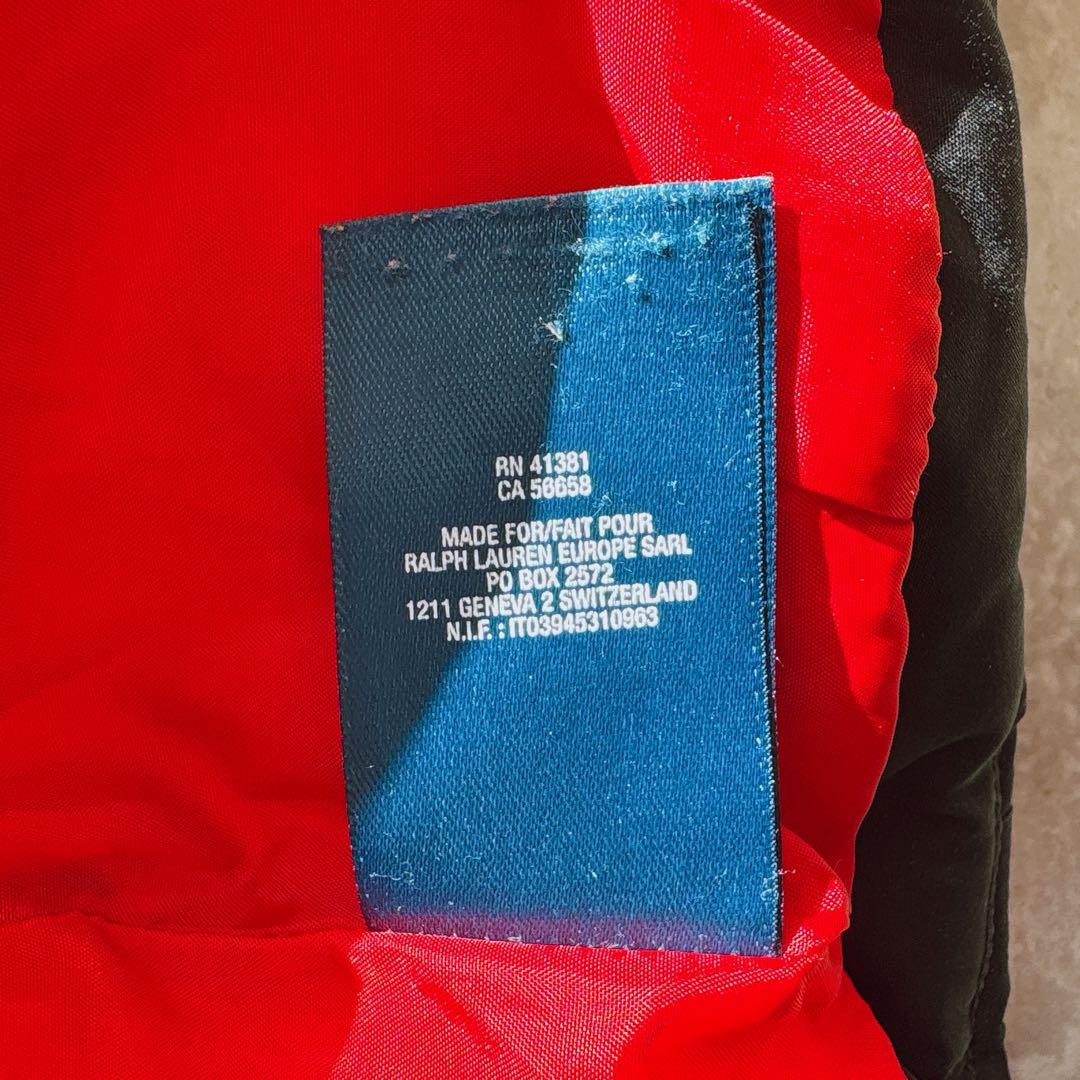 RN 41381
CA 56658
MADE FOR/FAIT POUR
RALPH LAUREN EUROPE SARL
PO BOX 2572
1211 GENEVA 2 SWITZERLAND
N.I.F. : IT03945310963